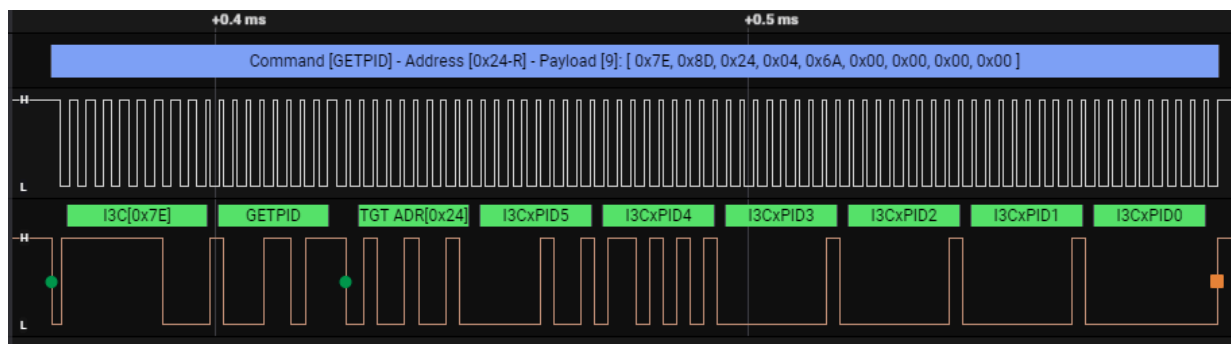 +0.4 ms +0.5 ms
Command [GETPID] - Address [0x24-R] - Payload [9]: [ 0x7E, 0x8D, 0x24, 0x04, 0x6A, 0x00, 0x00, 0x00, 0x00 ]
H
L
I3C[0x7E] GETPID TGT ADR[0x24] I3CxPID5 I3CxPID4 I3CxPID3 I3CxPID2 I3CxPID1 I3CxPID0
H
L